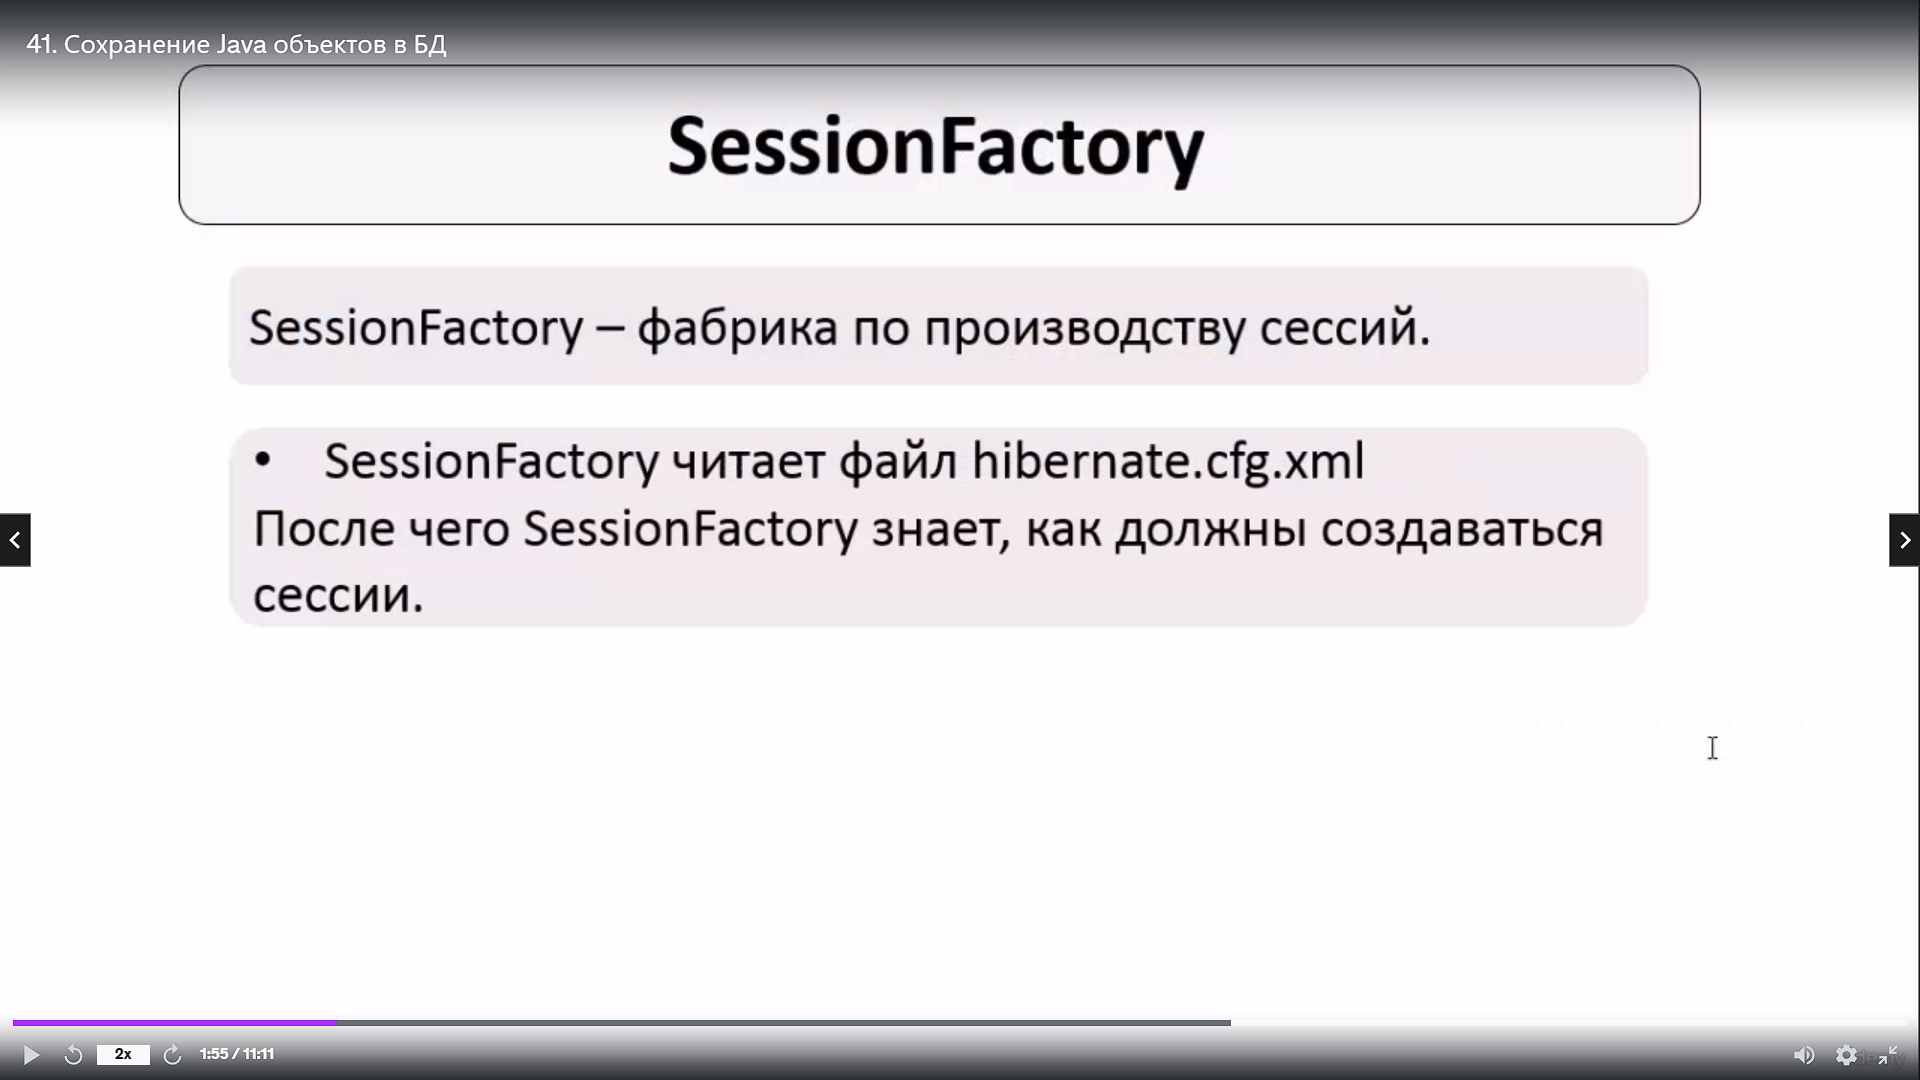 41. Сохранение Java объектов в БД
SessionFactory
SessionFactory – фабрика по производству сессий.
• SessionFactory читает файл hibernate.cfg.xml
После чего SessionFactory знает, как должны создаваться
сессии.
2x
1:55 / 11:11